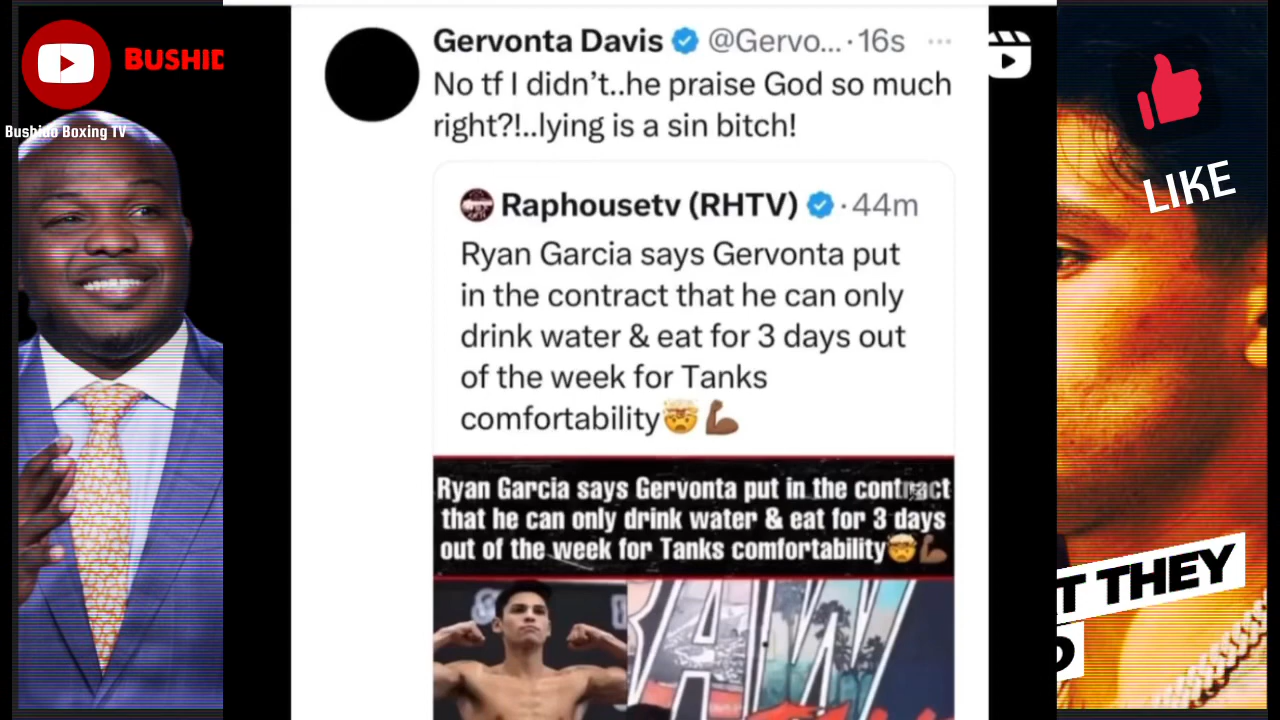 BUSHID
Bushido Boxing TV
Gervonta Davis @Gervo... · 16s
No tf I didn't..he praise God so much
right?!..lying is a sin bitch!
Raphousetv (RHTV) · 44m
Ryan Garcia says Gervonta put
in the contract that he can only
drink water & eat for 3 days out
of the week for Tanks
comfortability🤯💪🏾
Ryan Garcia says Gervonta put in the contract
that he can only drink water & eat for 3 days
out of the week for Tanks comfortability🤯💪🏾
LIKE
T THEY